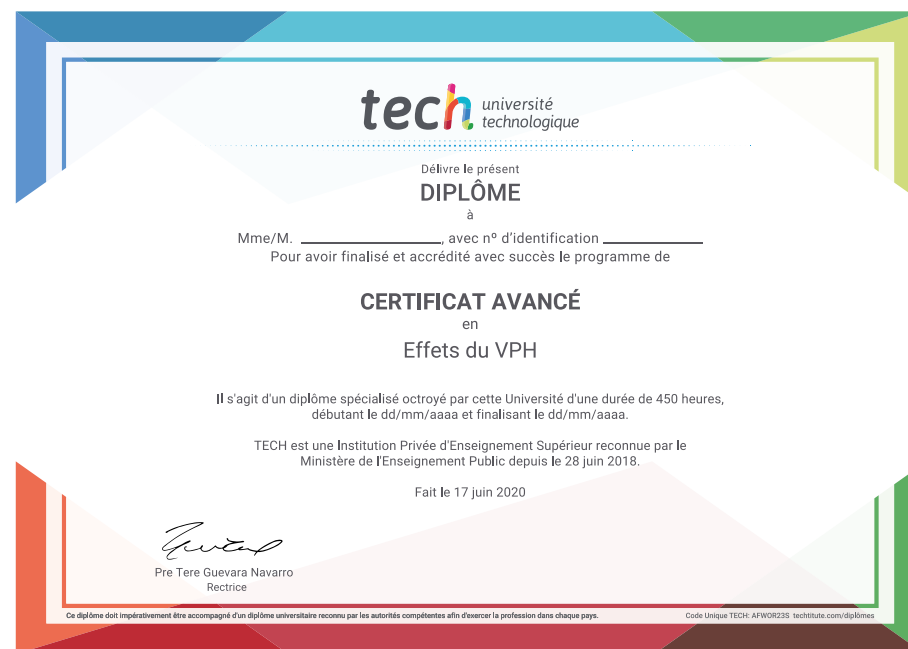 tech université
technologique
Délivre le présent
DIPLÔME
à
Mme/M. ____________________, avec nº d'identification ______________
Pour avoir finalisé et accrédité avec succès le programme de
CERTIFICAT AVANCÉ
en
Effets du VPH
Il s'agit d'un diplôme spécialisé octroyé par cette Université d'une durée de 450 heures,
débutant le dd/mm/aaaa et finalisant le dd/mm/aaaa.
TECH est une Institution Privée d'Enseignement Supérieur reconnue par le
Ministère de l'Enseignement Public depuis le 28 juin 2018.
Fait le 17 juin 2020
Pre Tere Guevara Navarro
Rectrice
Ce diplôme doit impérativement être accompagné d'un diplôme universitaire reconnu par les autorités compétentes afin d'exercer la profession dans chaque pays.
Code Unique TECH: AFWOR23S techtitute.com/diplômes